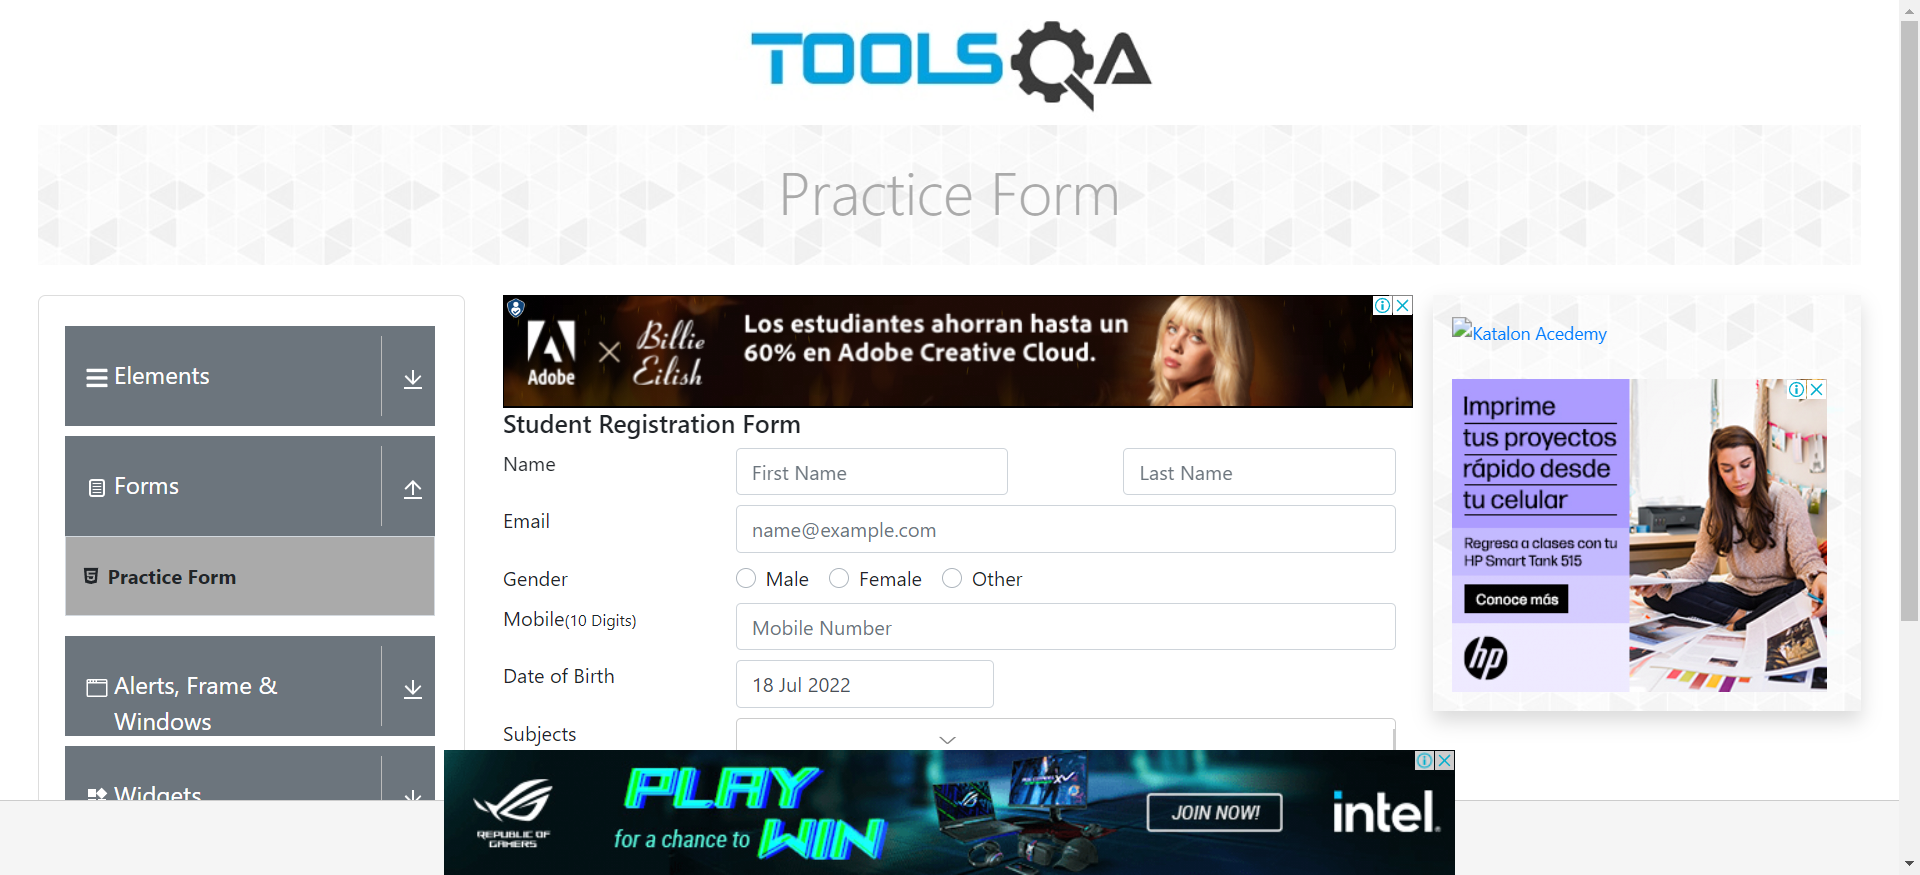 TOOLSQA
Practice Form
Elements
Forms
Practice Form
Alerts, Frame &
Windows
Widgets
Adobe
Billie
Eilish
Los estudiantes ahorran hasta un
60% en Adobe Creative Cloud.
Student Registration Form
Name
First Name
Last Name
Email
name@example.com
Gender
Male
Female
Other
Mobile(10 Digits)
Mobile Number
Date of Birth
18 Jul 2022
Subjects
Katalon Acedemy
Imprime
tus proyectos
rápido desde
tu celular
Regresa a clases con tu
HP Smart Tank 515
Conoce más
hp
REPUBLIC OF
GAMERS
PLAY
for a chance to WIN
JOIN NOW!
intel.